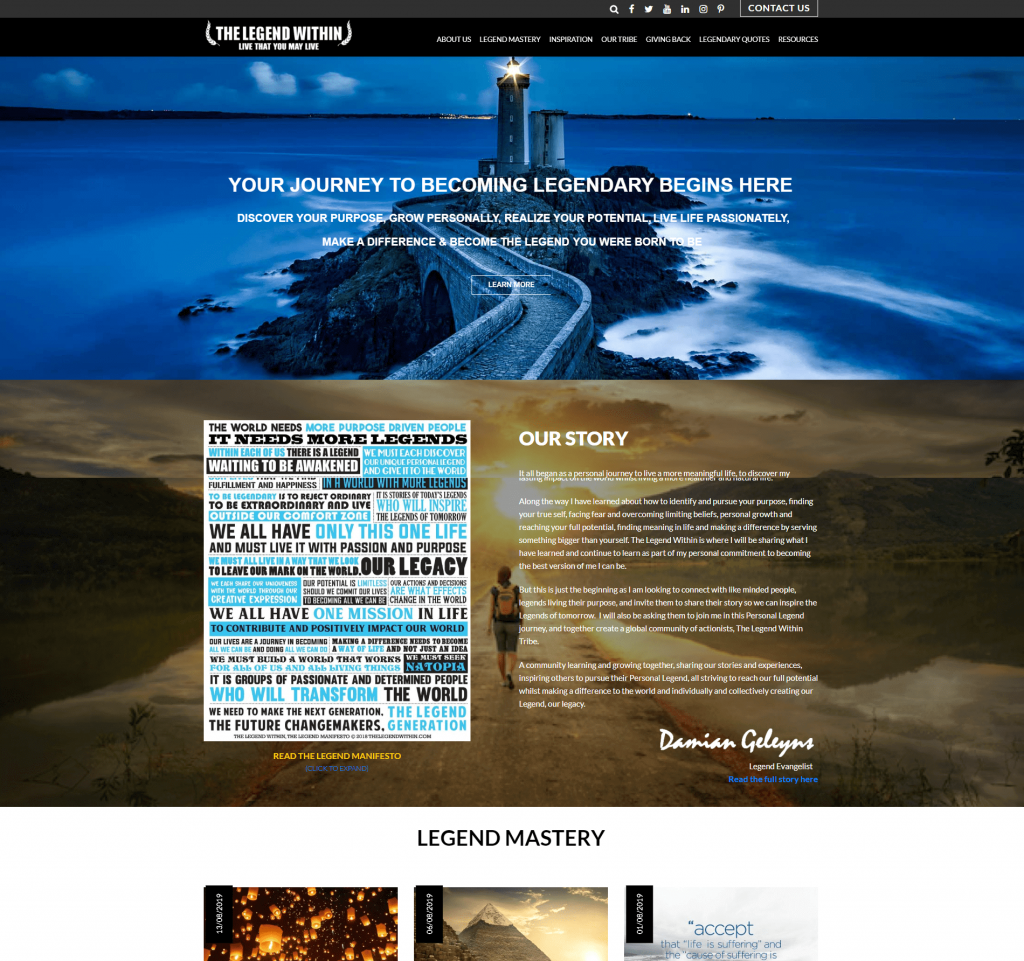 CONTACT US
THE LEGEND WITHIN
LIVE THAT YOU MAY LIVE
ABOUT US LEGEND MASTERY INSPIRATION OUR TRIBE GIVING BACK LEGENDARY QUOTES RESOURCES
YOUR JOURNEY TO BECOMING LEGENDARY BEGINS HERE
DISCOVER YOUR PURPOSE, GROW PERSONALLY, REALIZE YOUR POTENTIAL, LIVE LIFE PASSIONATELY,
MAKE A DIFFERENCE & BECOME THE LEGEND YOU WERE BORN TO BE
LEARN MORE
THE WORLD NEEDS MORE PURPOSE DRIVEN PEOPLE
IT NEEDS MORE LEGENDS
WITHIN EACH OF US THERE IS A LEGEND
WAITING TO BE AWAKENED
WE MUST EACH DISCOVER
OUR UNIQUE PERSONAL LEGEND
AND GIVE IT TO THE WORLD
FULFILLMENT AND HAPPINESS IN A WORLD WITH MORE LEGENDS
TO BE LEGENDARY IS TO REJECT ORDINARY
TO BE EXTRAORDINARY AND LIVE
OUTSIDE OUR COMFORT ZONE
IT IS STORIES OF TODAY'S LEGENDS
WHO WILL INSPIRE
THE LEGENDS OF TOMORROW
WE ALL HAVE ONLY THIS ONE LIFE
AND MUST LIVE IT WITH PASSION AND PURPOSE
WE MUST ALL LIVE IN A WAY THAT WE LOOK
TO LEAVE OUR MARK ON THE WORLD, OUR LEGACY
WE EACH SHARE OUR UNIQUENESS
WITH THE WORLD THROUGH OUR
CREATIVE EXPRESSION
OUR POTENTIAL IS LIMITLESS
SHOULD WE COMMIT OUR LIVES
TO BECOMING ALL WE CAN BE
OUR ACTIONS AND DECISIONS
ARE WHAT EFFECTS
CHANGE IN THE WORLD
WE ALL HAVE ONE MISSION IN LIFE
TO CONTRIBUTE AND POSITIVELY IMPACT OUR WORLD
OUR LIVES ARE A JOURNEY IN BECOMING
ALL WE CAN BE AND DOING ALL WE CAN DO
MAKING A DIFFERENCE NEEDS TO BECOME
A WAY OF LIFE AND NOT JUST AN IDEA
WE MUST BUILD A WORLD THAT WORKS
FOR ALL OF US AND ALL LIVING THINGS
WE MUST SEEK
NATOPIA
IT IS GROUPS OF PASSIONATE AND DETERMINED PEOPLE
WHO WILL TRANSFORM THE WORLD
WE NEED TO MAKE THE NEXT GENERATION, THE LEGEND
THE FUTURE CHANGEMAKERS, GENERATION
THE LEGEND WITHIN, THE LEGEND MANIFESTO © 2018 THELEGENDWITHIN.COM
READ THE LEGEND MANIFESTO
(CLICK TO EXPAND)
OUR STORY
It all began as a personal journey to live a more meaningful life, to discover my
lasting impact on the world whilst living a more healthier and natural life.
Along the way I have learned about how to identify and pursue your purpose, finding
your true self, facing fear and overcoming limiting beliefs, personal growth and
reaching your full potential, finding meaning in life and making a difference by serving
something bigger than yourself. The Legend Within is where I will be sharing what I
have learned and continue to learn as part of my personal commitment to becoming
the best version of me I can be.
But this is just the beginning as I am looking to connect with like minded people,
legends living their purpose, and invite them to share their story so we can inspire the
Legends of tomorrow. I will also be asking them to join me in this Personal Legend
journey, and together create a global community of actionists, The Legend Within
Tribe.
A community learning and growing together, sharing our stories and experiences,
inspiring others to pursue their Personal Legend, all striving to reach our full potential
whilst making a difference to the world and individually and collectively creating our
Legend, our legacy.
Damian Geleyns
Legend Evangelist
Read the full story here
LEGEND MASTERY
13/08/2019
06/08/2019
01/08/2019
"accept
that "life is suffering" and
the "cause of suffering is